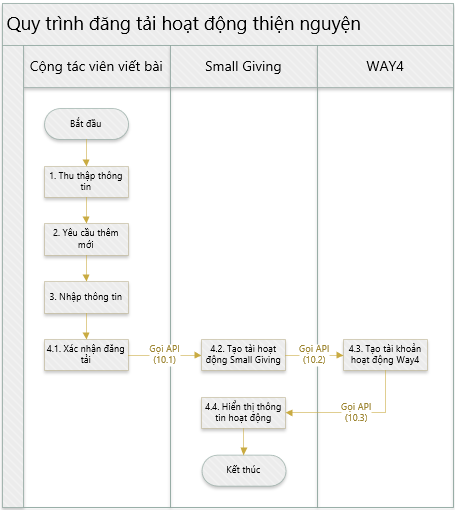 Quy trình đăng tải hoạt động thiện nguyện
Cộng tác viên viết bài
Small Giving
WAY4
Bắt đầu
1. Thu thập thông
tin
2. Yêu cầu thêm
mới
3. Nhập thông tin
4.1. Xác nhận đăng
tải
Gọi API
(10.1)
4.2. Tạo tài hoạt
động Small Giving
Gọi API
(10.2)
4.3. Tạo tài khoản
hoạt động Way4
Gọi API
(10.3)
4.4. Hiển thị thông
tin hoạt động
Kết thúc